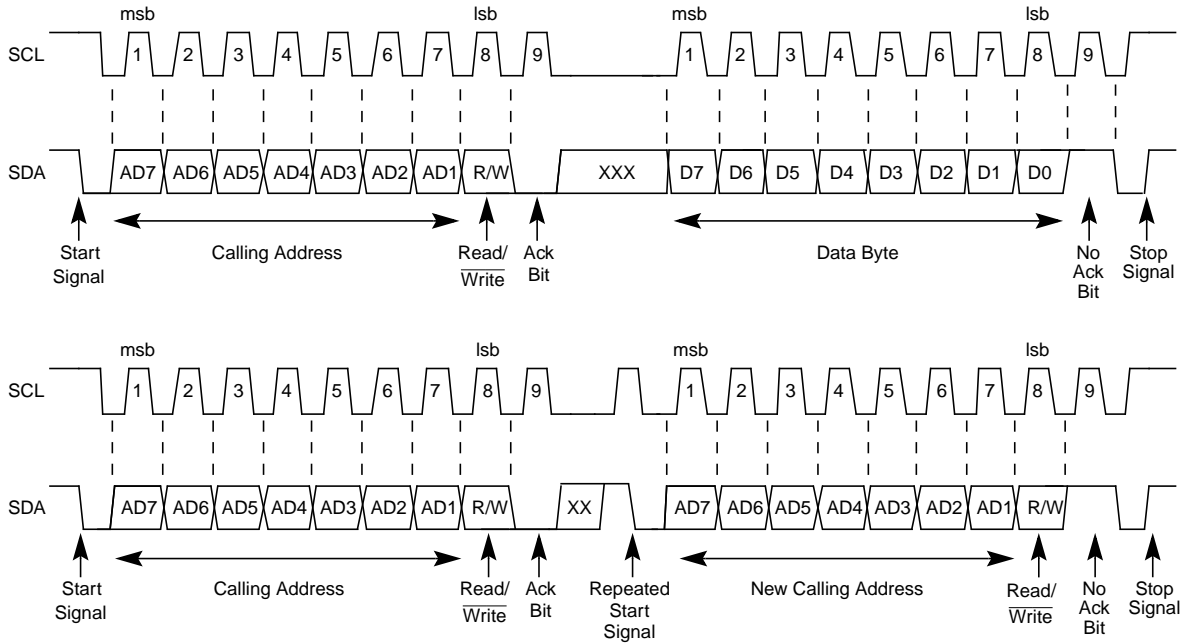 msb lsb msb lsb
SCL 1 2 3 4 5 6 7 8 9 1 2 3 4 5 6 7 8 9
SDA AD7 AD6 AD5 AD4 AD3 AD2 AD1 R/W XXX D7 D6 D5 D4 D3 D2 D1 D0
Start Calling Address Read/ Ack Data Byte No Stop
Signal Write Bit Ack Signal
Bit
msb lsb msb lsb
SCL 1 2 3 4 5 6 7 8 9 1 2 3 4 5 6 7 8 9
SDA AD7 AD6 AD5 AD4 AD3 AD2 AD1 R/W XX AD7 AD6 AD5 AD4 AD3 AD2 AD1 R/W
Start Calling Address Read/ Ack Repeated New Calling Address Read/ No Stop
Signal Write Bit Start Write Ack Signal
Signal Bit